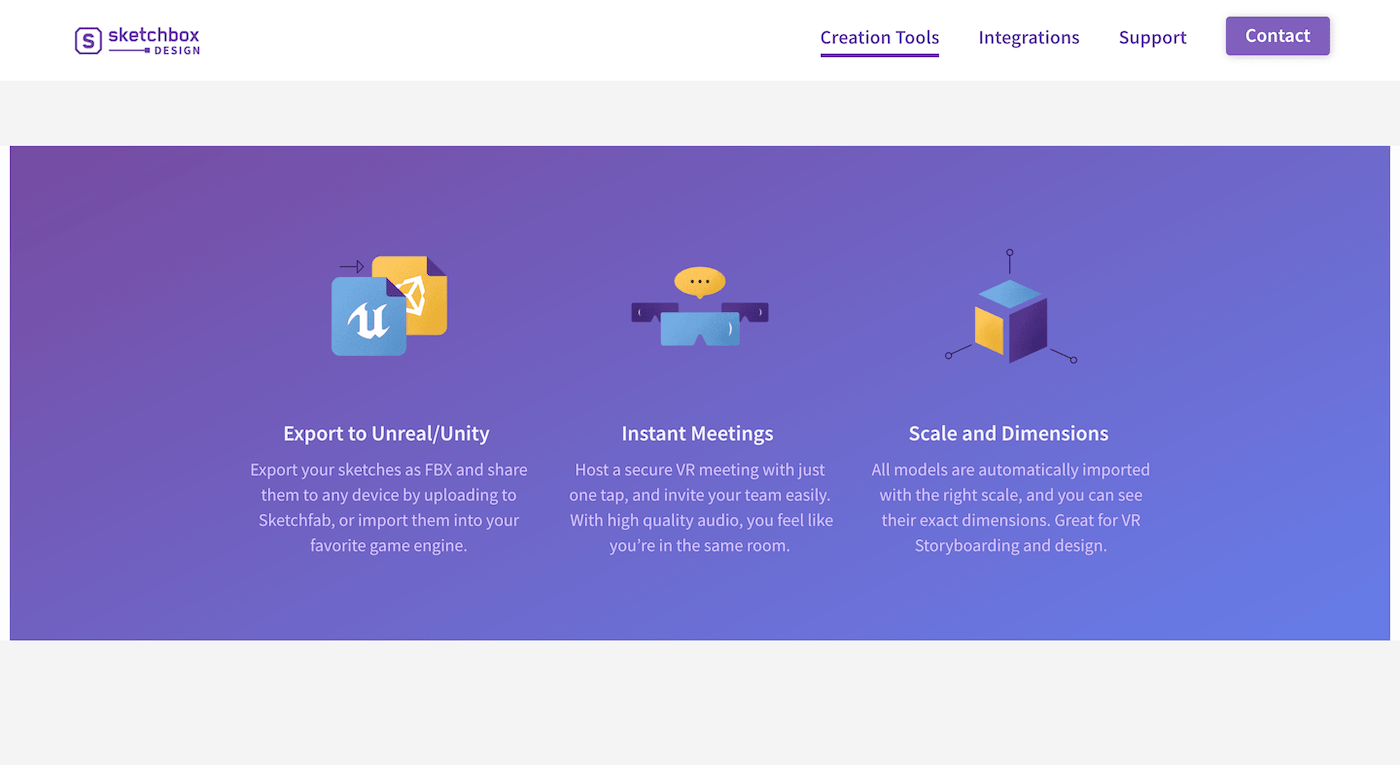 S sketchbox
DESIGN
Creation Tools
Integrations
Support
Contact
Export to Unreal/Unity
Export your sketches as FBX and share
them to any device by uploading to
Sketchfab, or import them into your
favorite game engine.
Instant Meetings
Host a secure VR meeting with just
one tap, and invite your team easily.
With high quality audio, you feel like
you’re in the same room.
Scale and Dimensions
All models are automatically imported
with the right scale, and you can see
their exact dimensions. Great for VR
Storyboarding and design.